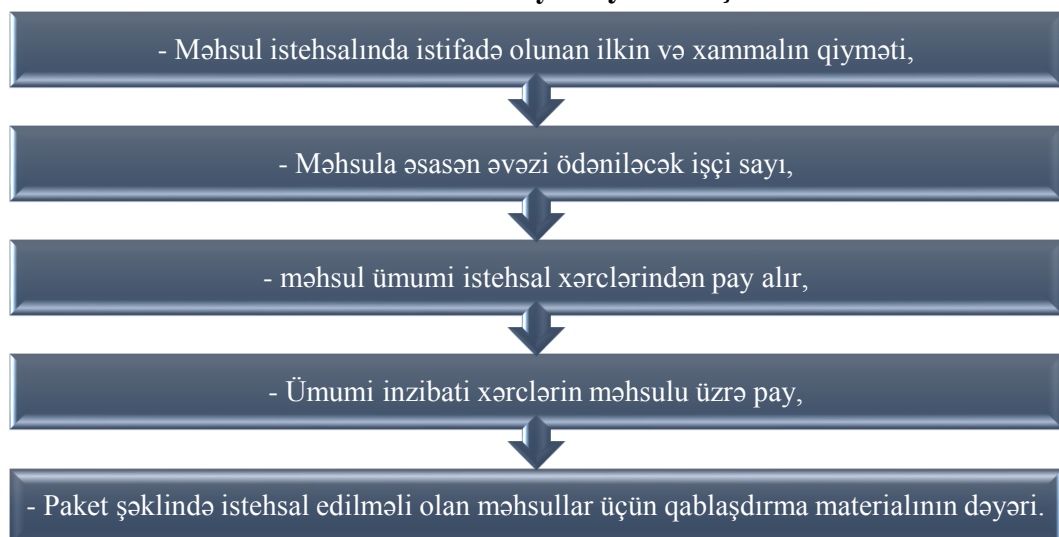 - Məhsul istehsalında istifadə olunan ilkin və xammalın qiyməti,
- Məhsula əsasən əvəzi ödəniləcək işçi sayı,
- məhsul ümumi istehsal xərclərindən pay alır,
- Ümumi inzibati xərclərin məhsulu üzrə pay,
- Paket şəklində istehsal edilməli olan məhsullar üçün qablaşdırma materialının dəyəri.